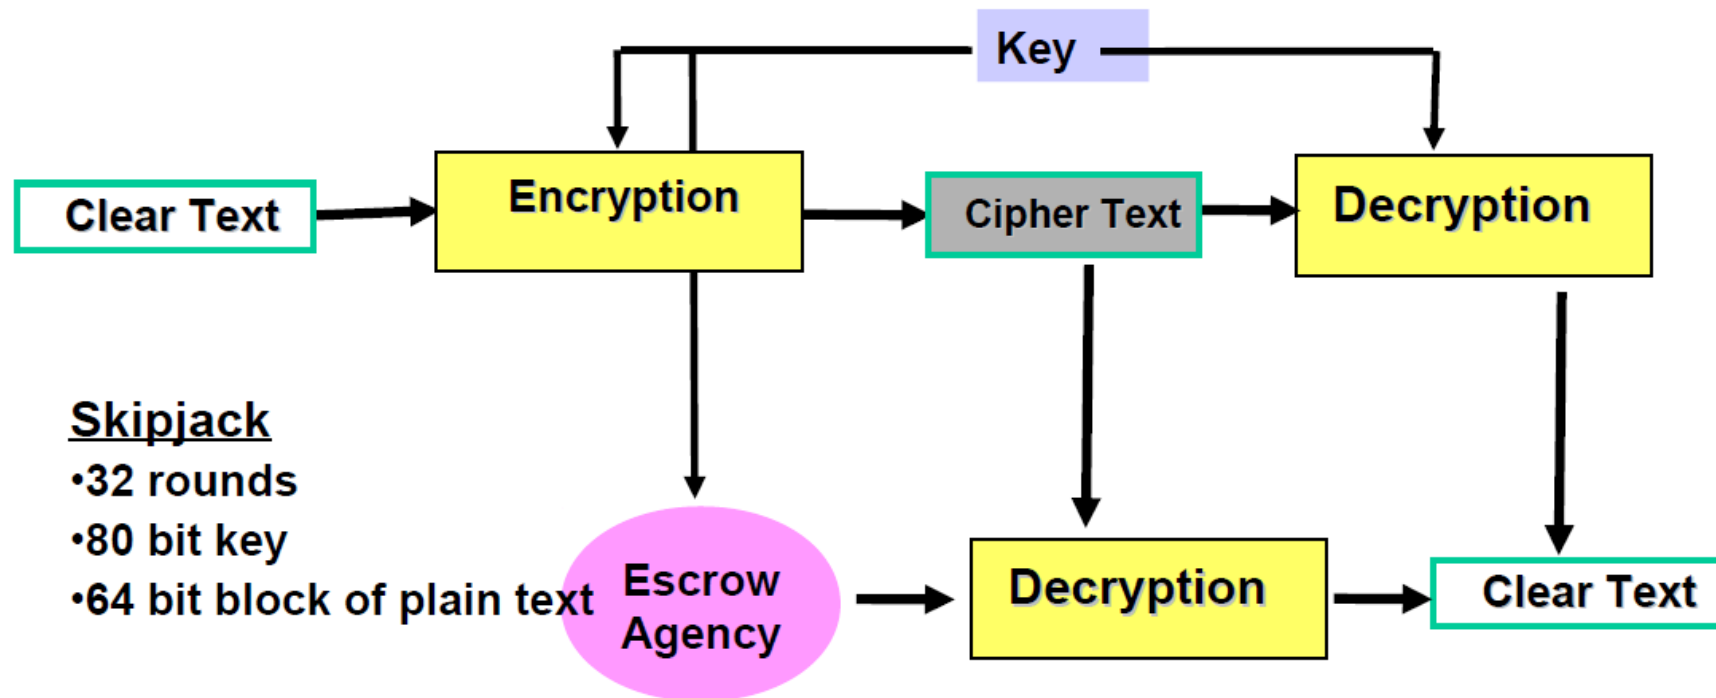 Key
Clear Text
Encryption
Cipher Text
Decryption
Skipjack
•32 rounds
•80 bit key
•64 bit block of plain text
Escrow
Agency
Decryption
Clear Text